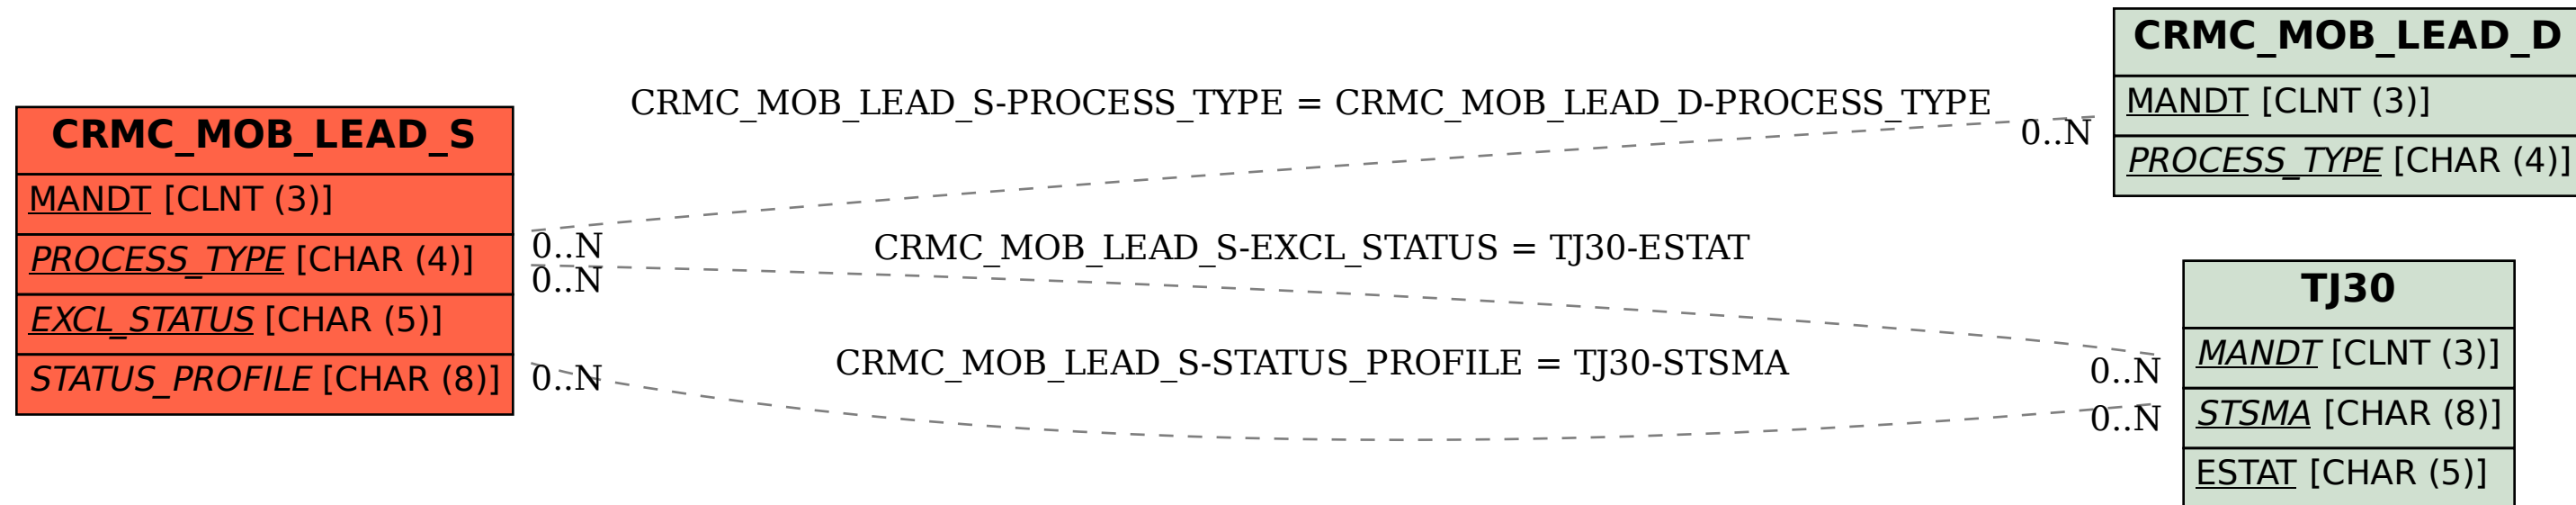 CRMC_MOB_LEAD_S
MANDT [CLNT (3)]
PROCESS_TYPE [CHAR (4)]
EXCL_STATUS [CHAR (5)]
STATUS_PROFILE [CHAR (8)]
CRMC_MOB_LEAD_S-PROCESS_TYPE = CRMC_MOB_LEAD_D-PROCESS_TYPE
0..N
0..N
CRMC_MOB_LEAD_S-EXCL_STATUS = TJ30-ESTAT
0..N
0..N
CRMC_MOB_LEAD_S-STATUS_PROFILE = TJ30-STSMA
0..N
0..N
CRMC_MOB_LEAD_D
MANDT [CLNT (3)]
PROCESS_TYPE [CHAR (4)]
TJ30
MANDT [CLNT (3)]
STSMA [CHAR (8)]
ESTAT [CHAR (5)]